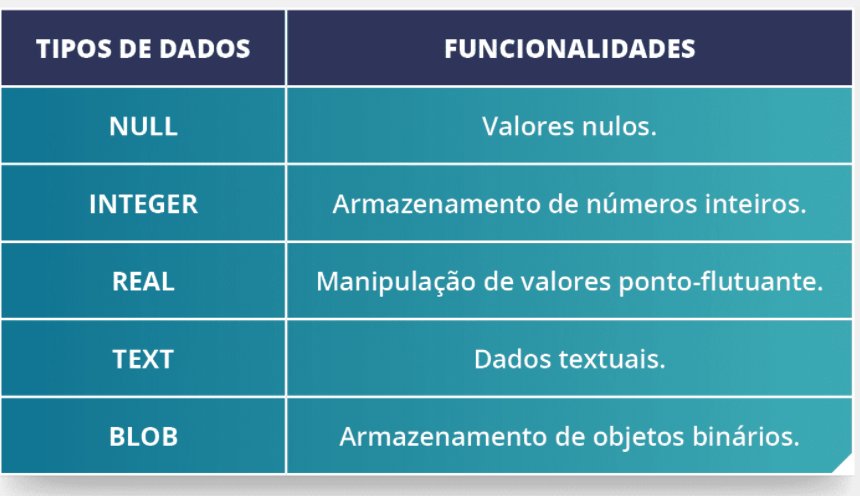 TIPOS DE DADOS FUNCIONALIDADES
NULL Valores nulos.
INTEGER Armazenamento de números inteiros.
REAL Manipulação de valores ponto-flutuante.
TEXT Dados textuais.
BLOB Armazenamento de objetos binários.